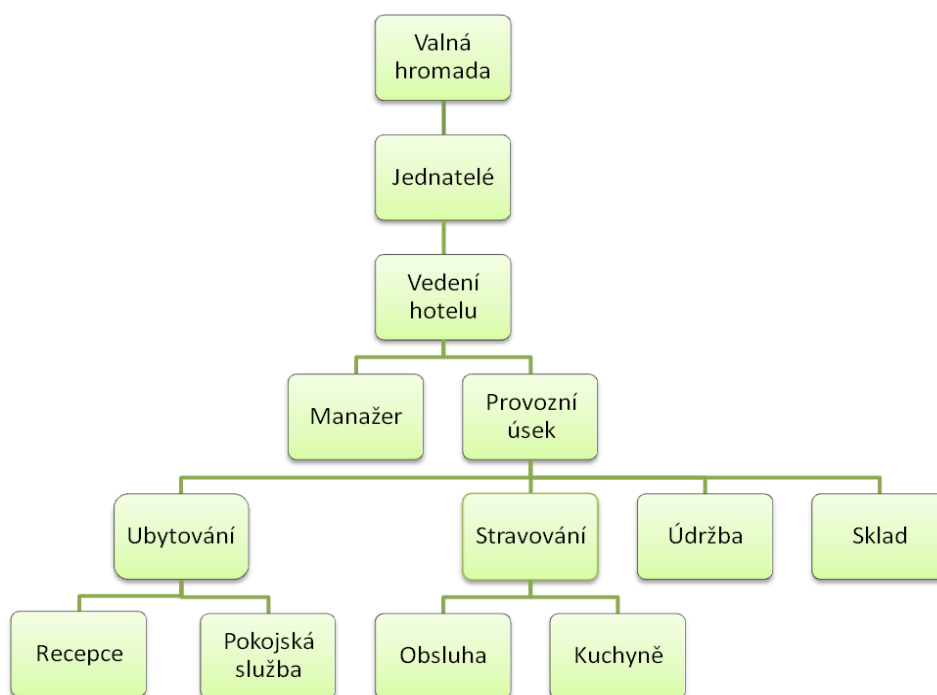 Valná
hromada
Jednatelé
Vedení
hotelu
Manažer
Provozní
úsek
Ubytování
Stravování
Údržba
Sklad
Recepce
Pokojská
služba
Obsluha
Kuchyně